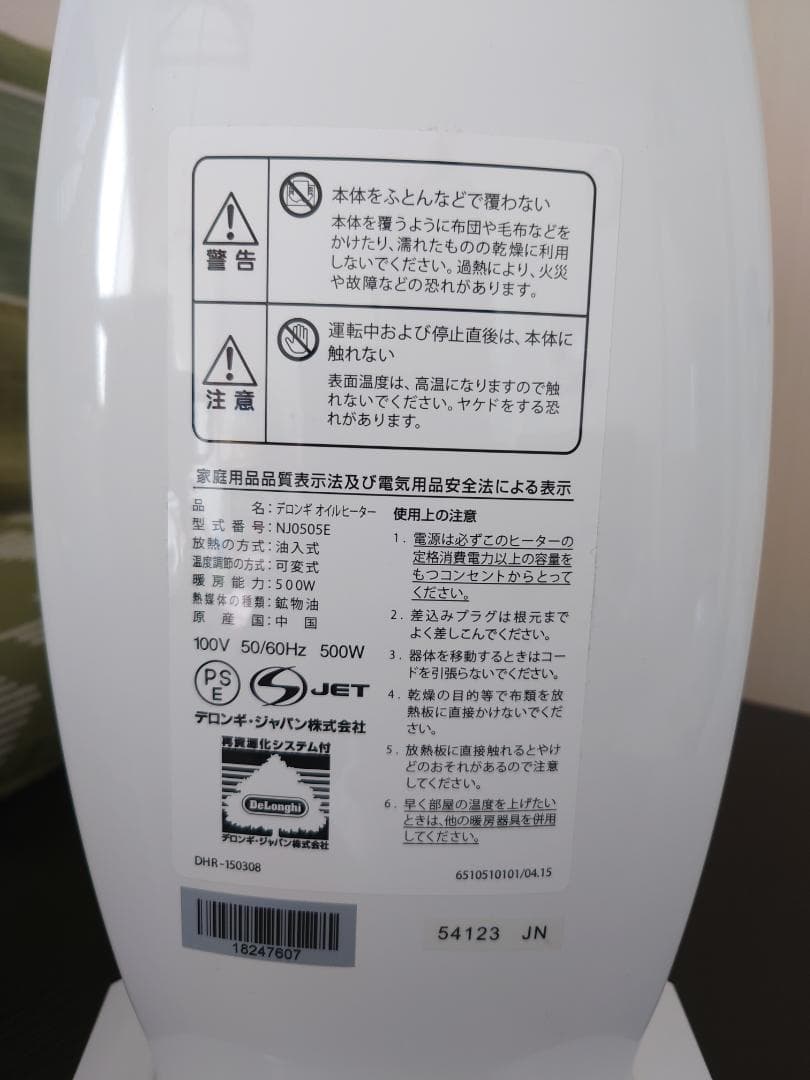 警告
本体をふとんなどで覆わない
本体を覆うように布団や毛布などを
かけたり、濡れたものの乾燥に利用
しないでください。過熱により、火災
や故障などの恐れがあります。
注意
運転中および停止直後は、本体に
触れない
表面温度は、高温になりますので触
れないでください。ヤケドをする恐
れがあります。
家庭用品品質表示法及び電気用品安全法による表示
品名:デロンギ オイルヒーター
型式番号:NJ0505E
放熱の方式:油入式
温度調節の方式:可変式
暖房能力:500W
熱媒体の種類:鉱物油
原産国:中国
100V 50/60Hz 500W
PS
E
JET
デロンギ・ジャパン株式会社
再資源化システム付
DeLonghi
デロンギ・ジャパン株式会社
DHR-150308
使用上の注意
1. 電源は必ずこのヒーターの
定格消費電力以上の容量を
もつコンセントからとって
ください。
2. 差込みプラグは根元まで
よく差しこんでください。
3. 器体を移動するときはコー
ドを引張らないでください。
4. 乾燥の目的等で布類を放
熱板に直接かけないでくだ
さい。
5. 放熱板に直接触れるとやけ
どのおそれがあるので注意
してください。
6. 早く部屋の温度を上げたい
ときは、他の暖房器具を併用
してください。
6510510101/04.15
18247607
54123 JN